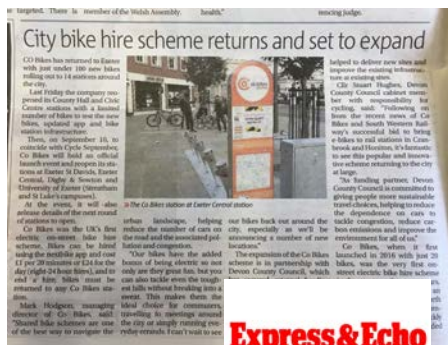 targeted. There is member of the Welsh Assembly.
health."
rencing judge.
City bike hire scheme returns and set to expand
CO Bikes has returned to Exeter
with just under 100 new bikes
rolling out to 14 stations around
the city.
Last Friday the company reo-
pened its County Hall and Civic
Centre stations with a limited
number of bikes to test the new
bikes, updated app and bike
station infrastructure.
Then, on September 10, to
coincide with Cycle September,
Co Bikes will hold an official
launch event and reopen its sta-
tions at Exeter St Davids, Exeter
Central, Digby & Sowton and
University of Exeter (Streatham
and St Luke's campuses).
At the event, it will also
release details of the next round
of stations to open.
Co Bikes was the UK's first
electric on-street bike hire
scheme. Bikes can be hired
using the nextbike app and cost
£1 per 20 minutes or £24 for the
day (eight-24 hour hires), and to
end a hire, bikes must be
returned to any Co Bikes sta-
tion.
Mark Hodgson, managing
director of Co Bikes, said:
"Shared bike schemes are one
of the best way to navigate the
The Co Bikes station at Exeter Central station
urban landscape, helping
reduce the number of cars on
the road and the associated pol-
lution and congestion.
"Our bikes have the added
bonus of being electric so not
only are they great fun, but you
can also tackle even the tough-
est hills without breaking into a
sweat. This makes them the
ideal choice for commuters,
travelling to meetings around
the city or simply running eve-
ryday errands. I can't wait to see
our bikes back out around the
city, especially as we'll be
announcing a number of new
locations."
The expansion of the Co Bikes
scheme is in partnership with
Devon County Council, which
helped to deliver new sites and
improve the existing infrastruc-
ture at existing sites.
Cllr Stuart Hughes, Devon
County Council cabinet mem-
ber with responsibility for
cycling, said: "Following on
from the recent news of Co
Bikes and South Western Rail-
way's successful bid to bring
e-bikes to rail stations in Cran-
brook and Honiton, it's fantastic
to see this popular and innova-
tive scheme returning to the city
at large.
"As funding partner, Devon
County Council is committed to
giving people more sustainable
travel choices, helping to reduce
the dependence on cars to
tackle congestion, reduce car-
bon emissions and improve the
environment for all of us."
Co Bikes, which was first
launched in 2016 with just 20
bikes, was the very first on-
street electric bike-hire scheme
Express&Echo